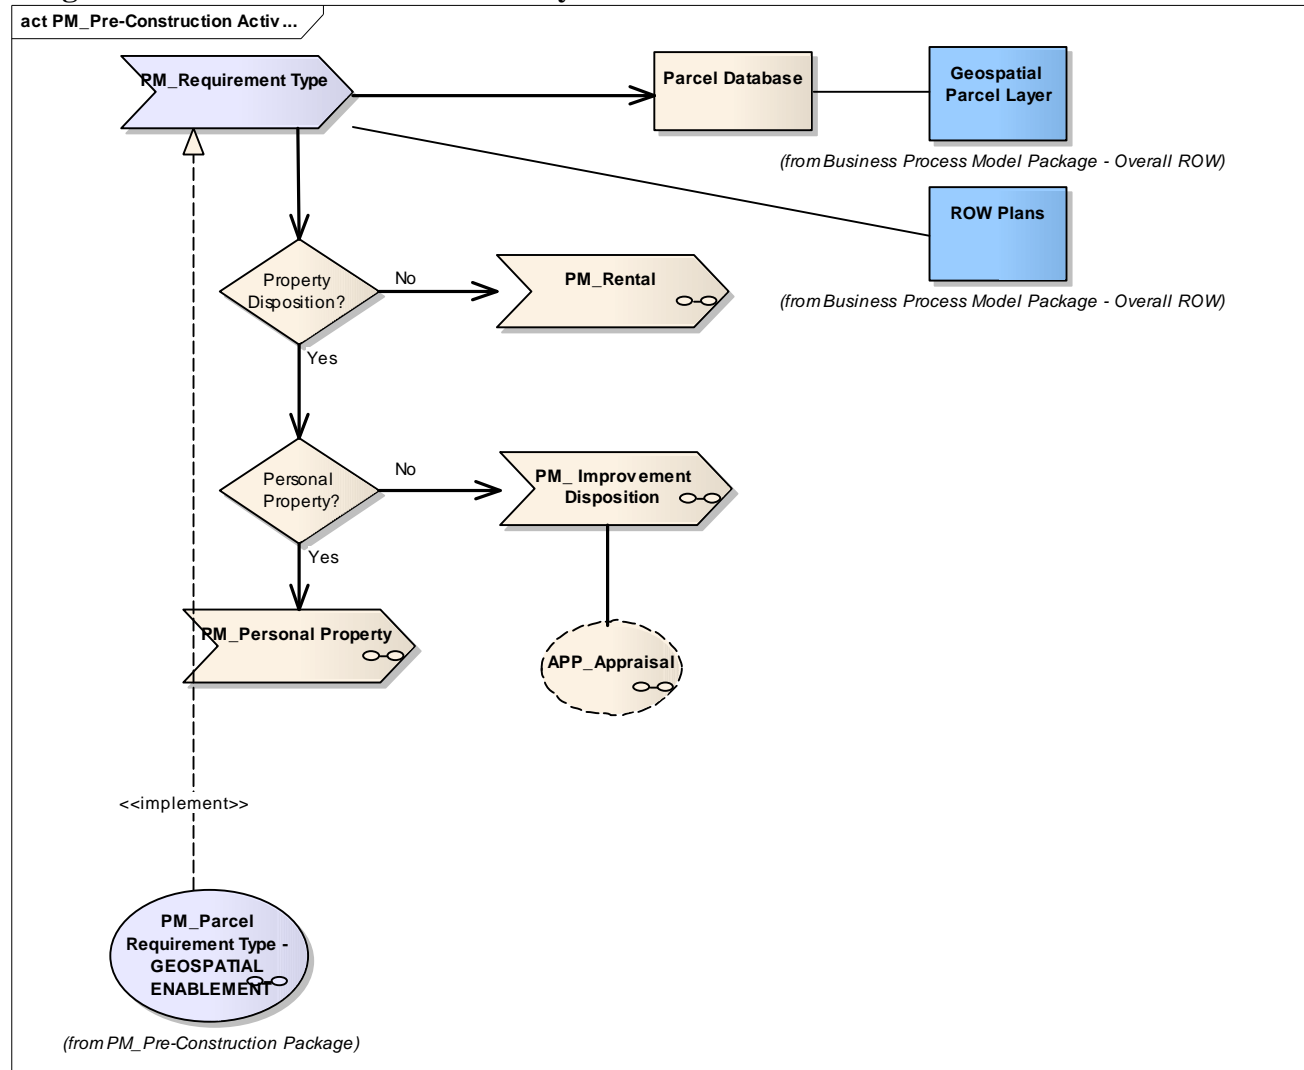 act PM_Pre-Construction Activ...
PM_Requirement Type
Parcel Database
Geospatial
Parcel Layer
(from Business Process Model Package - Overall ROW)
ROW Plans
(from Business Process Model Package - Overall ROW)
Property
Disposition?
No
PM_Rental
Yes
Personal
Property?
No
PM_ Improvement
Disposition
Yes
PM_Personal Property
APP_Appraisal
<<implement>>
PM_Parcel
Requirement Type -
GEOSPATIAL
ENABLEMENT
(from PM_Pre-Construction Package)